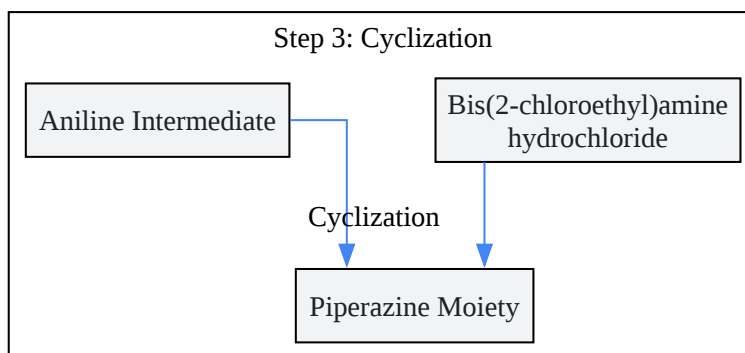 Step 3: Cyclization
Aniline Intermediate
Bis(2-chloroethyl)amine
hydrochloride
Cyclization
Piperazine Moiety